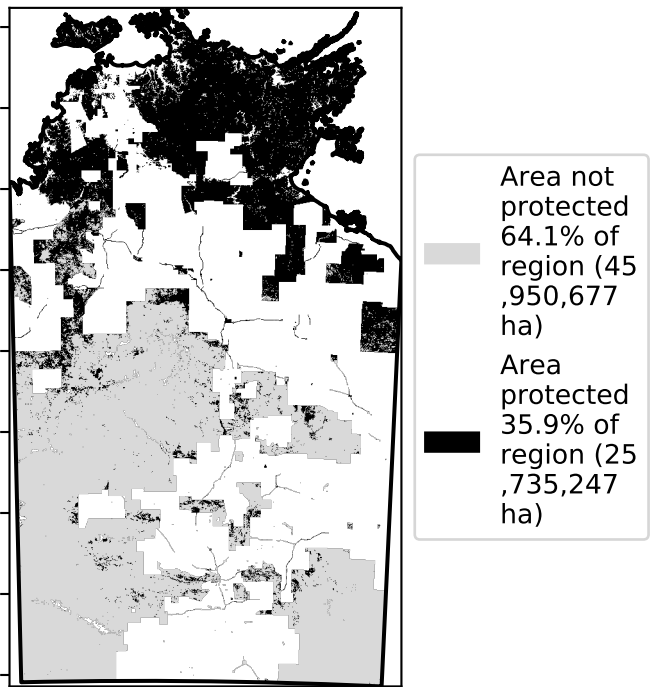 Area not
protected
64.1% of
region (45
,950,677
ha)
Area
protected
35.9% of
region (25
,735,247
ha)